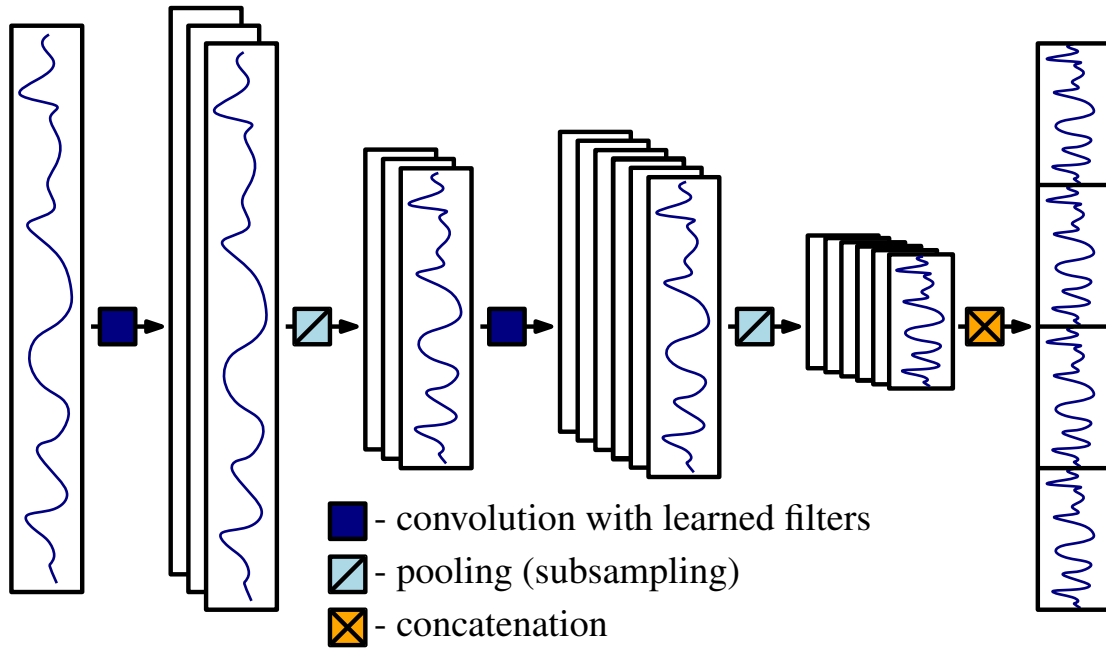 - convolution with learned filters
- pooling (subsampling)
- concatenation